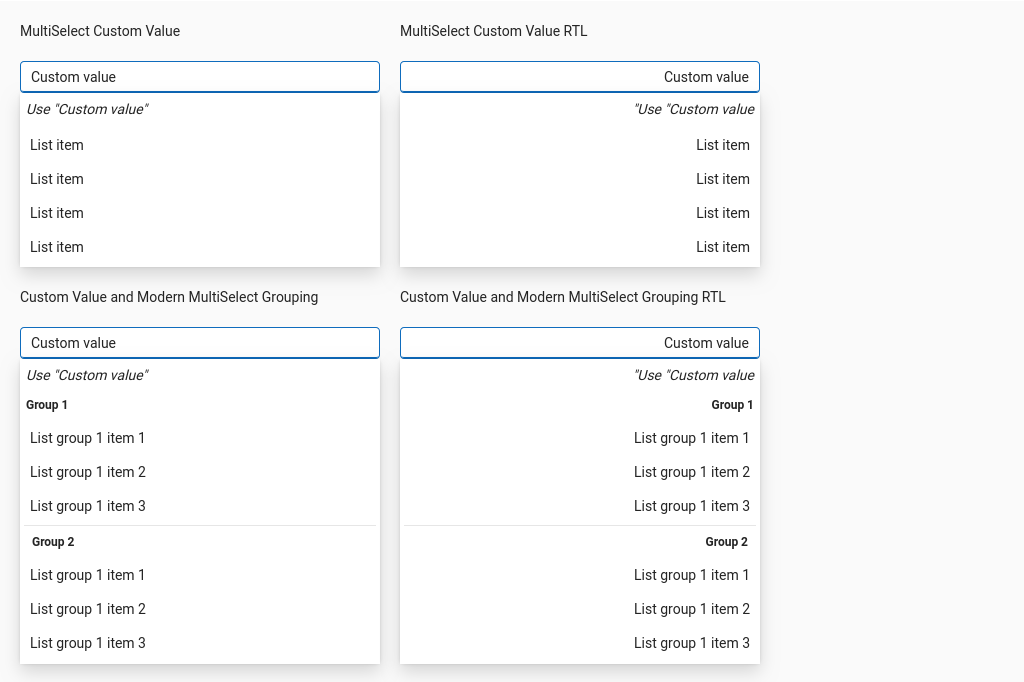 MultiSelect Custom Value
Custom value
Use "Custom value"
List item
List item
List item
List item
MultiSelect Custom Value RTL
Custom value
"Use "Custom value
List item
List item
List item
List item
Custom Value and Modern MultiSelect Grouping
Custom value
Use "Custom value"
Group 1
List group 1 item 1
List group 1 item 2
List group 1 item 3
Group 2
List group 1 item 1
List group 1 item 2
List group 1 item 3
Custom Value and Modern MultiSelect Grouping RTL
Custom value
"Use "Custom value
Group 1
List group 1 item 1
List group 1 item 2
List group 1 item 3
Group 2
List group 1 item 1
List group 1 item 2
List group 1 item 3